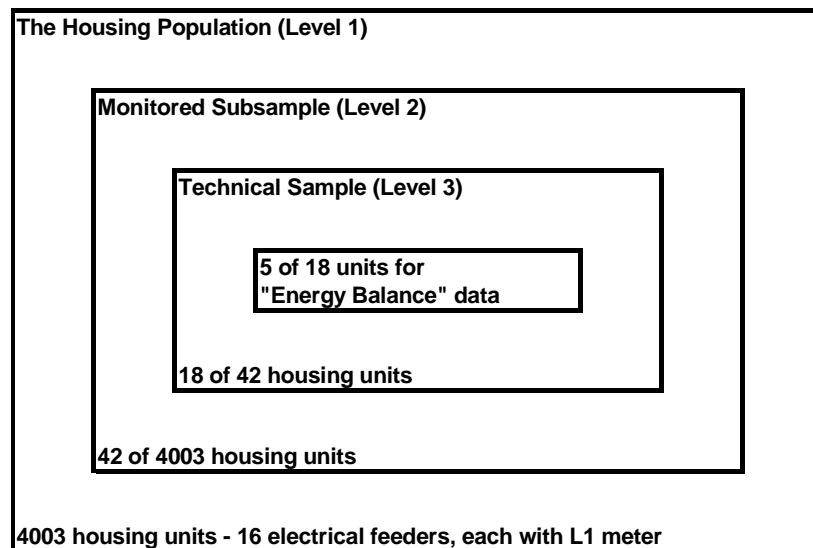 The Housing Population (Level 1)
Monitored Subsample (Level 2)
Technical Sample (Level 3)
5 of 18 units for
"Energy Balance" data
18 of 42 housing units
42 of 4003 housing units
4003 housing units - 16 electrical feeders, each with L1 meter